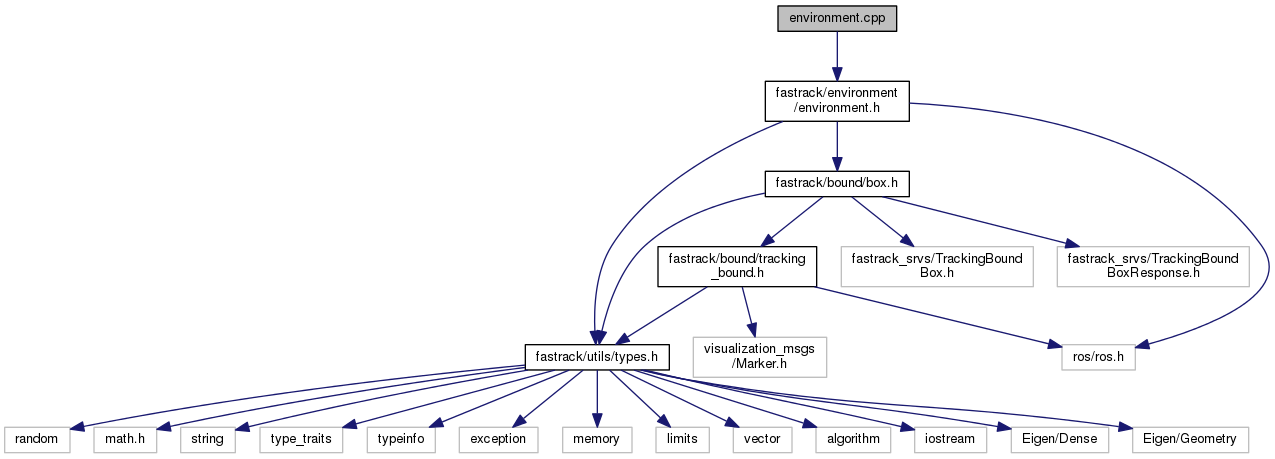 environment.cpp
fastrack/environment
/environment.h
fastrack/bound/box.h
fastrack/bound/tracking
_bound.h
fastrack_srvs/TrackingBound
Box.h
fastrack_srvs/TrackingBound
BoxResponse.h
fastrack/utils/types.h
visualization_msgs
/Marker.h
ros/ros.h
random
math.h
string
type_traits
typeinfo
exception
memory
limits
vector
algorithm
iostream
Eigen/Dense
Eigen/Geometry